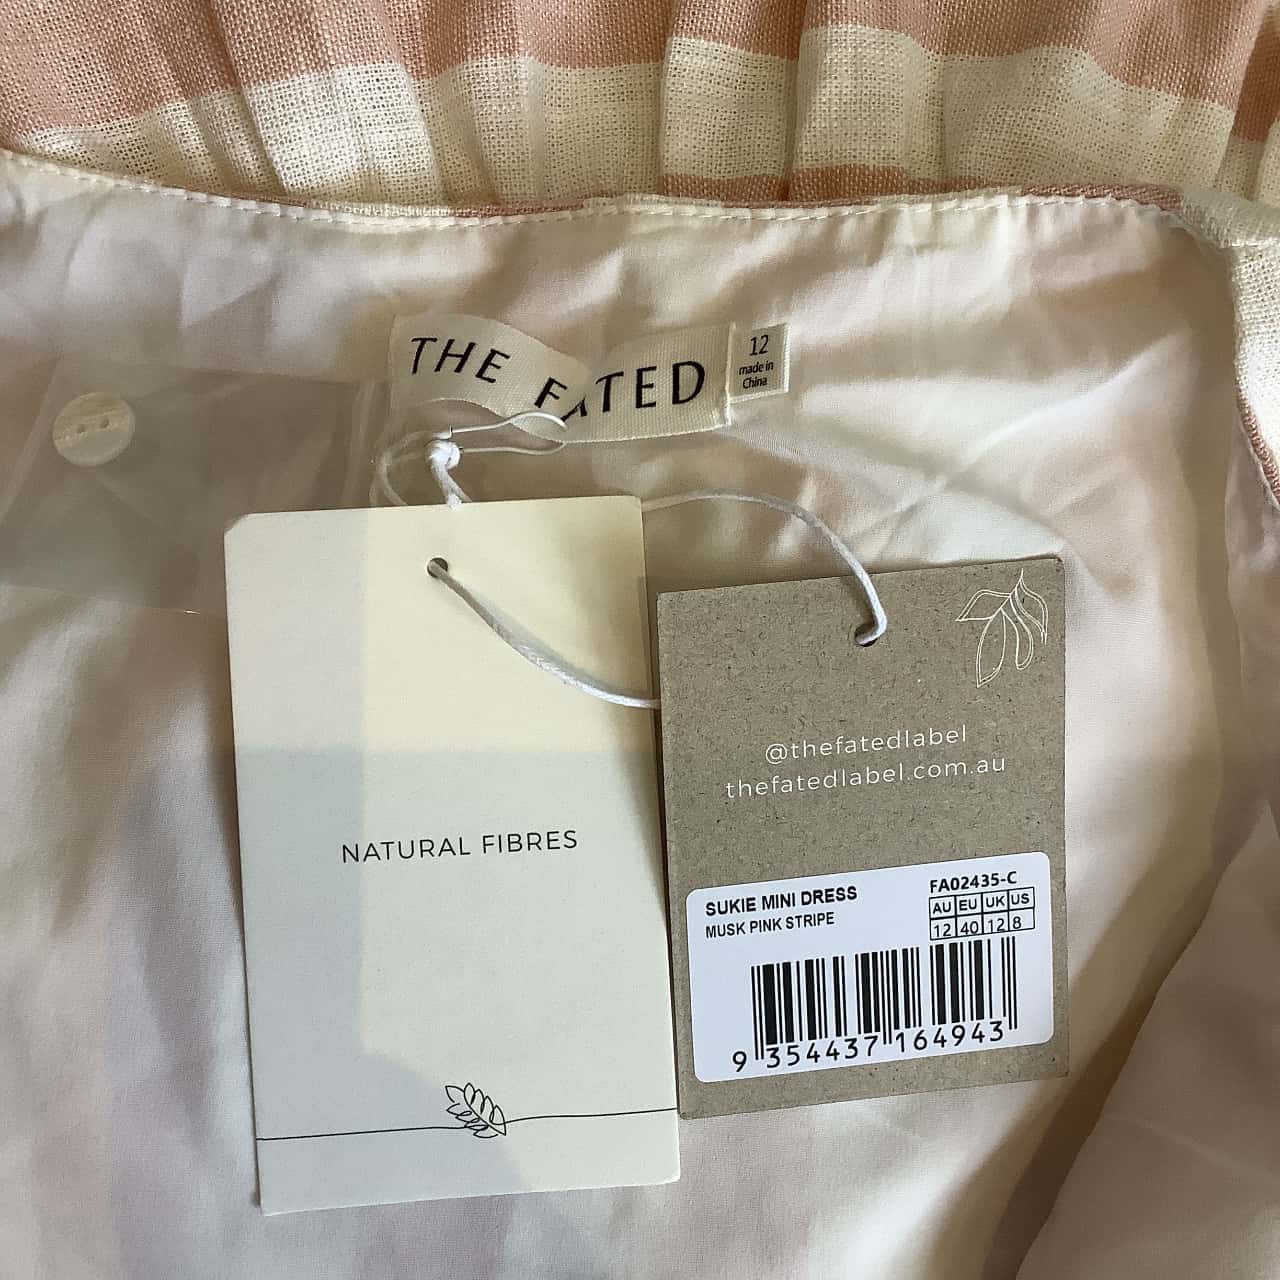 THE FATED
12
made in
China
NATURAL FIBRES
@thefatedlabel
thefatedlabel.com.au
SUKIE MINI DRESS
MUSK PINK STRIPE
FA02435-C
AU EU UK US
12 40 12 8
9 354437 164943